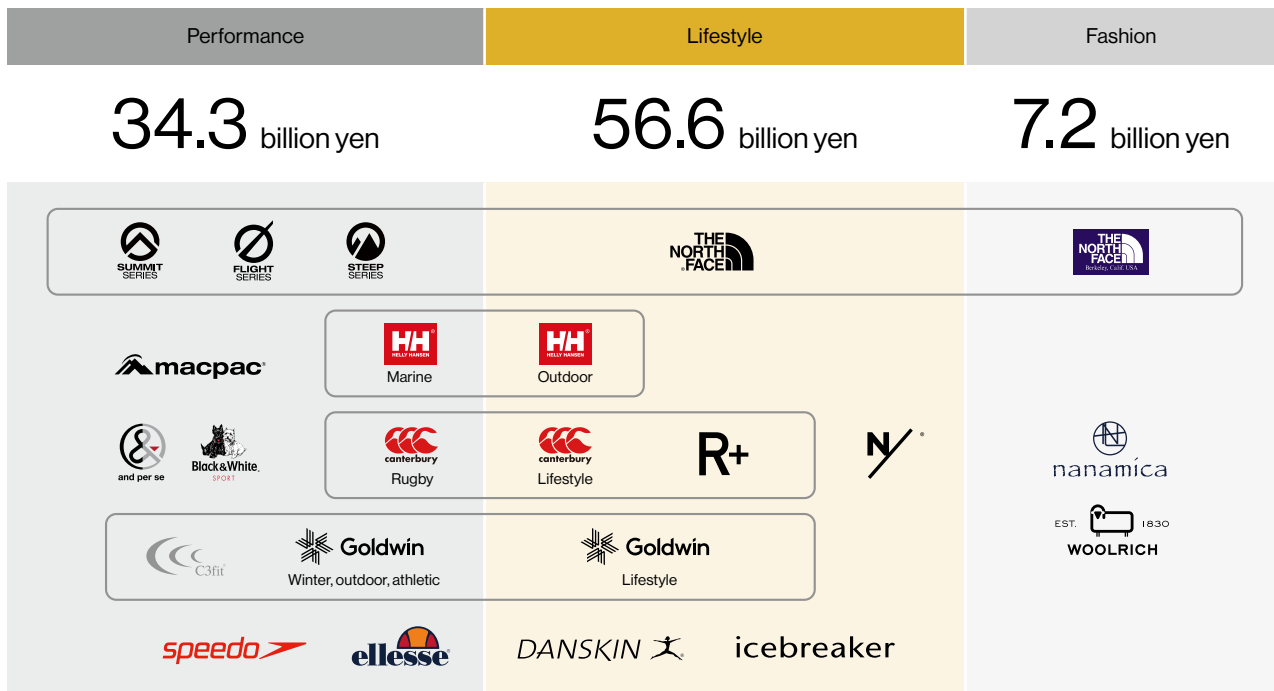 Performance
Lifestyle
Fashion
34.3 billion yen
56.6 billion yen
7.2 billion yen
SUMMIT
SERIES
FLIGHT
SERIES
STEEP
SERIES
THE
NORTH
FACE
THE
NORTH
FACE
Berkeley, Calif. USA
macpac®
HH®
HELLY HANSEN
Marine
HH®
HELLY HANSEN
Outdoor
&
and per se
Black&White.
SPORT
canterbury
Rugby
canterbury
Lifestyle
R+
N/®
N
nanamica
EST. 1830
WOOLRICH
C3fit®
Goldwin
Winter, outdoor, athletic
Goldwin
Lifestyle
speedo
ellesse®
DANSKIN
icebreaker